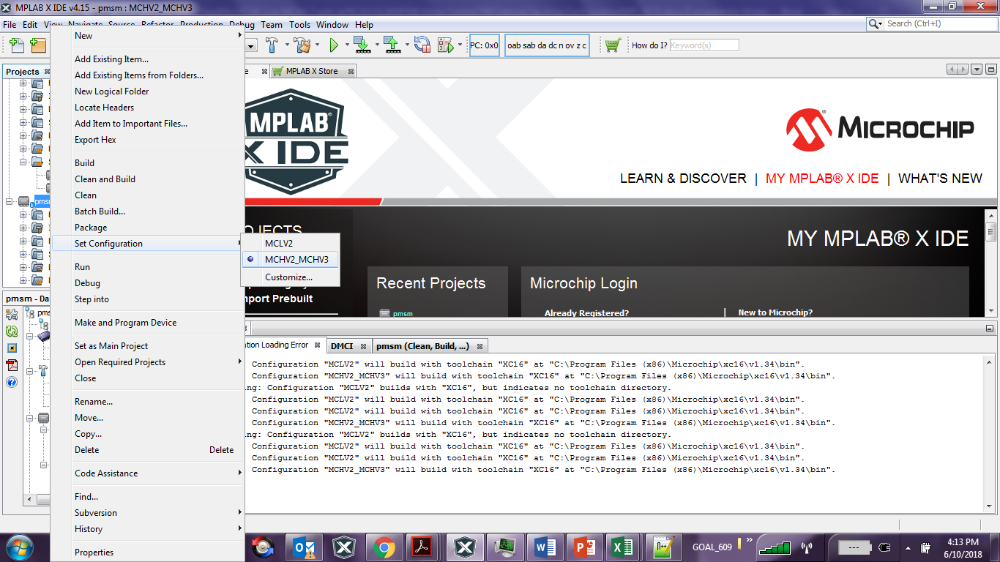 MPLAB X IDE v4.15 - pmsm : MCHV2_MCHV3
File Edit View Navigate Source Refactor Production Debug Team Tools Window Help
Search (Ctrl+I)
PC: 0x0
oab sab da dc n ov z c
How do I?
Keyword(s)
Projects
MPLAB X Store
New
Add Existing Item...
Add Existing Items from Folders...
New Logical Folder
Locate Headers
Add Item to Important Files...
Export Hex
Build
Clean and Build
Clean
Batch Build...
Package
Set Configuration
Run
Debug
Step into
Make and Program Device
Set as Main Project
Open Required Projects
Close
Rename...
Move...
Copy...
Delete Delete
Code Assistance
Find...
Subversion
History
Properties
MCLV2
MCHV2_MCHV3
Customize...
MPLAB®
X IDE
MICROCHIP
LEARN & DISCOVER | MY MPLAB® X IDE | WHAT'S NEW
MY MPLAB® X IDE
Recent Projects
Microchip Login
mport Prebuilt
pmsm
Already Registered?
New to Microchip?
pmsm - Da
tion Loading Error
DMCI
pmsm (Clean, Build, ...)
Configuration "MCLV2" will build with toolchain "XC16" at "C:\Program Files (x86)\Microchip\xc16\v1.34\bin".
Configuration "MCHV2_MCHV3" will build with toolchain "XC16" at "C:\Program Files (x86)\Microchip\xc16\v1.34\bin".
ng: Configuration "MCLV2" builds with "XC16", but indicates no toolchain directory.
Configuration "MCLV2" will build with toolchain "XC16" at "C:\Program Files (x86)\Microchip\xc16\v1.34\bin".
Configuration "MCLV2" will build with toolchain "XC16" at "C:\Program Files (x86)\Microchip\xc16\v1.34\bin".
Configuration "MCHV2_MCHV3" will build with toolchain "XC16" at "C:\Program Files (x86)\Microchip\xc16\v1.34\bin".
ng: Configuration "MCLV2" builds with "XC16", but indicates no toolchain directory.
Configuration "MCLV2" will build with toolchain "XC16" at "C:\Program Files (x86)\Microchip\xc16\v1.34\bin".
Configuration "MCLV2" will build with toolchain "XC16" at "C:\Program Files (x86)\Microchip\xc16\v1.34\bin".
Configuration "MCHV2_MCHV3" will build with toolchain "XC16" at "C:\Program Files (x86)\Microchip\xc16\v1.34\bin".
GOAL_609
4:13 PM
6/10/2018